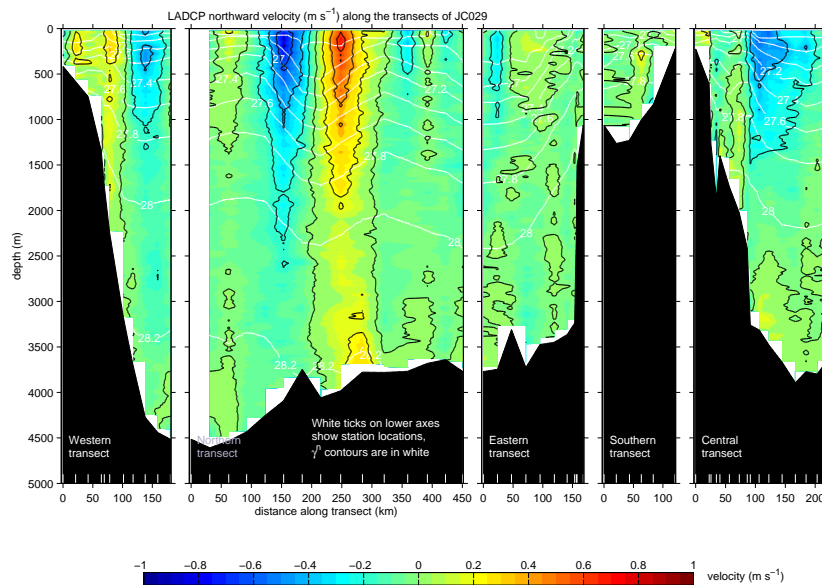 LADCP northward velocity (m s⁻¹) along the transects of JC029
0
500
1000
1500
2000
2500
3000
3500
4000
4500
5000
depth (m)
27.4
27.6
27.8
28
28.2
Western
transect
0 50 100 150
27
27.4
27.6
27.8
27.2
28
28
28.2
28.2
28.2
Northern
transect
White ticks on lower axes
show station locations,
γⁿ contours are in white
0 50 100 150 200 250 300 350 400 450
distance along transect (km)
27.8
28
Eastern
transect
0 50 100 150
Southern
transect
0 50 100
27.2
27.6
27.8
28
Central
transect
0 50 100 150 200
−1 −0.8 −0.6 −0.4 −0.2 0 0.2 0.4 0.6 0.8 1
velocity (m s⁻¹)